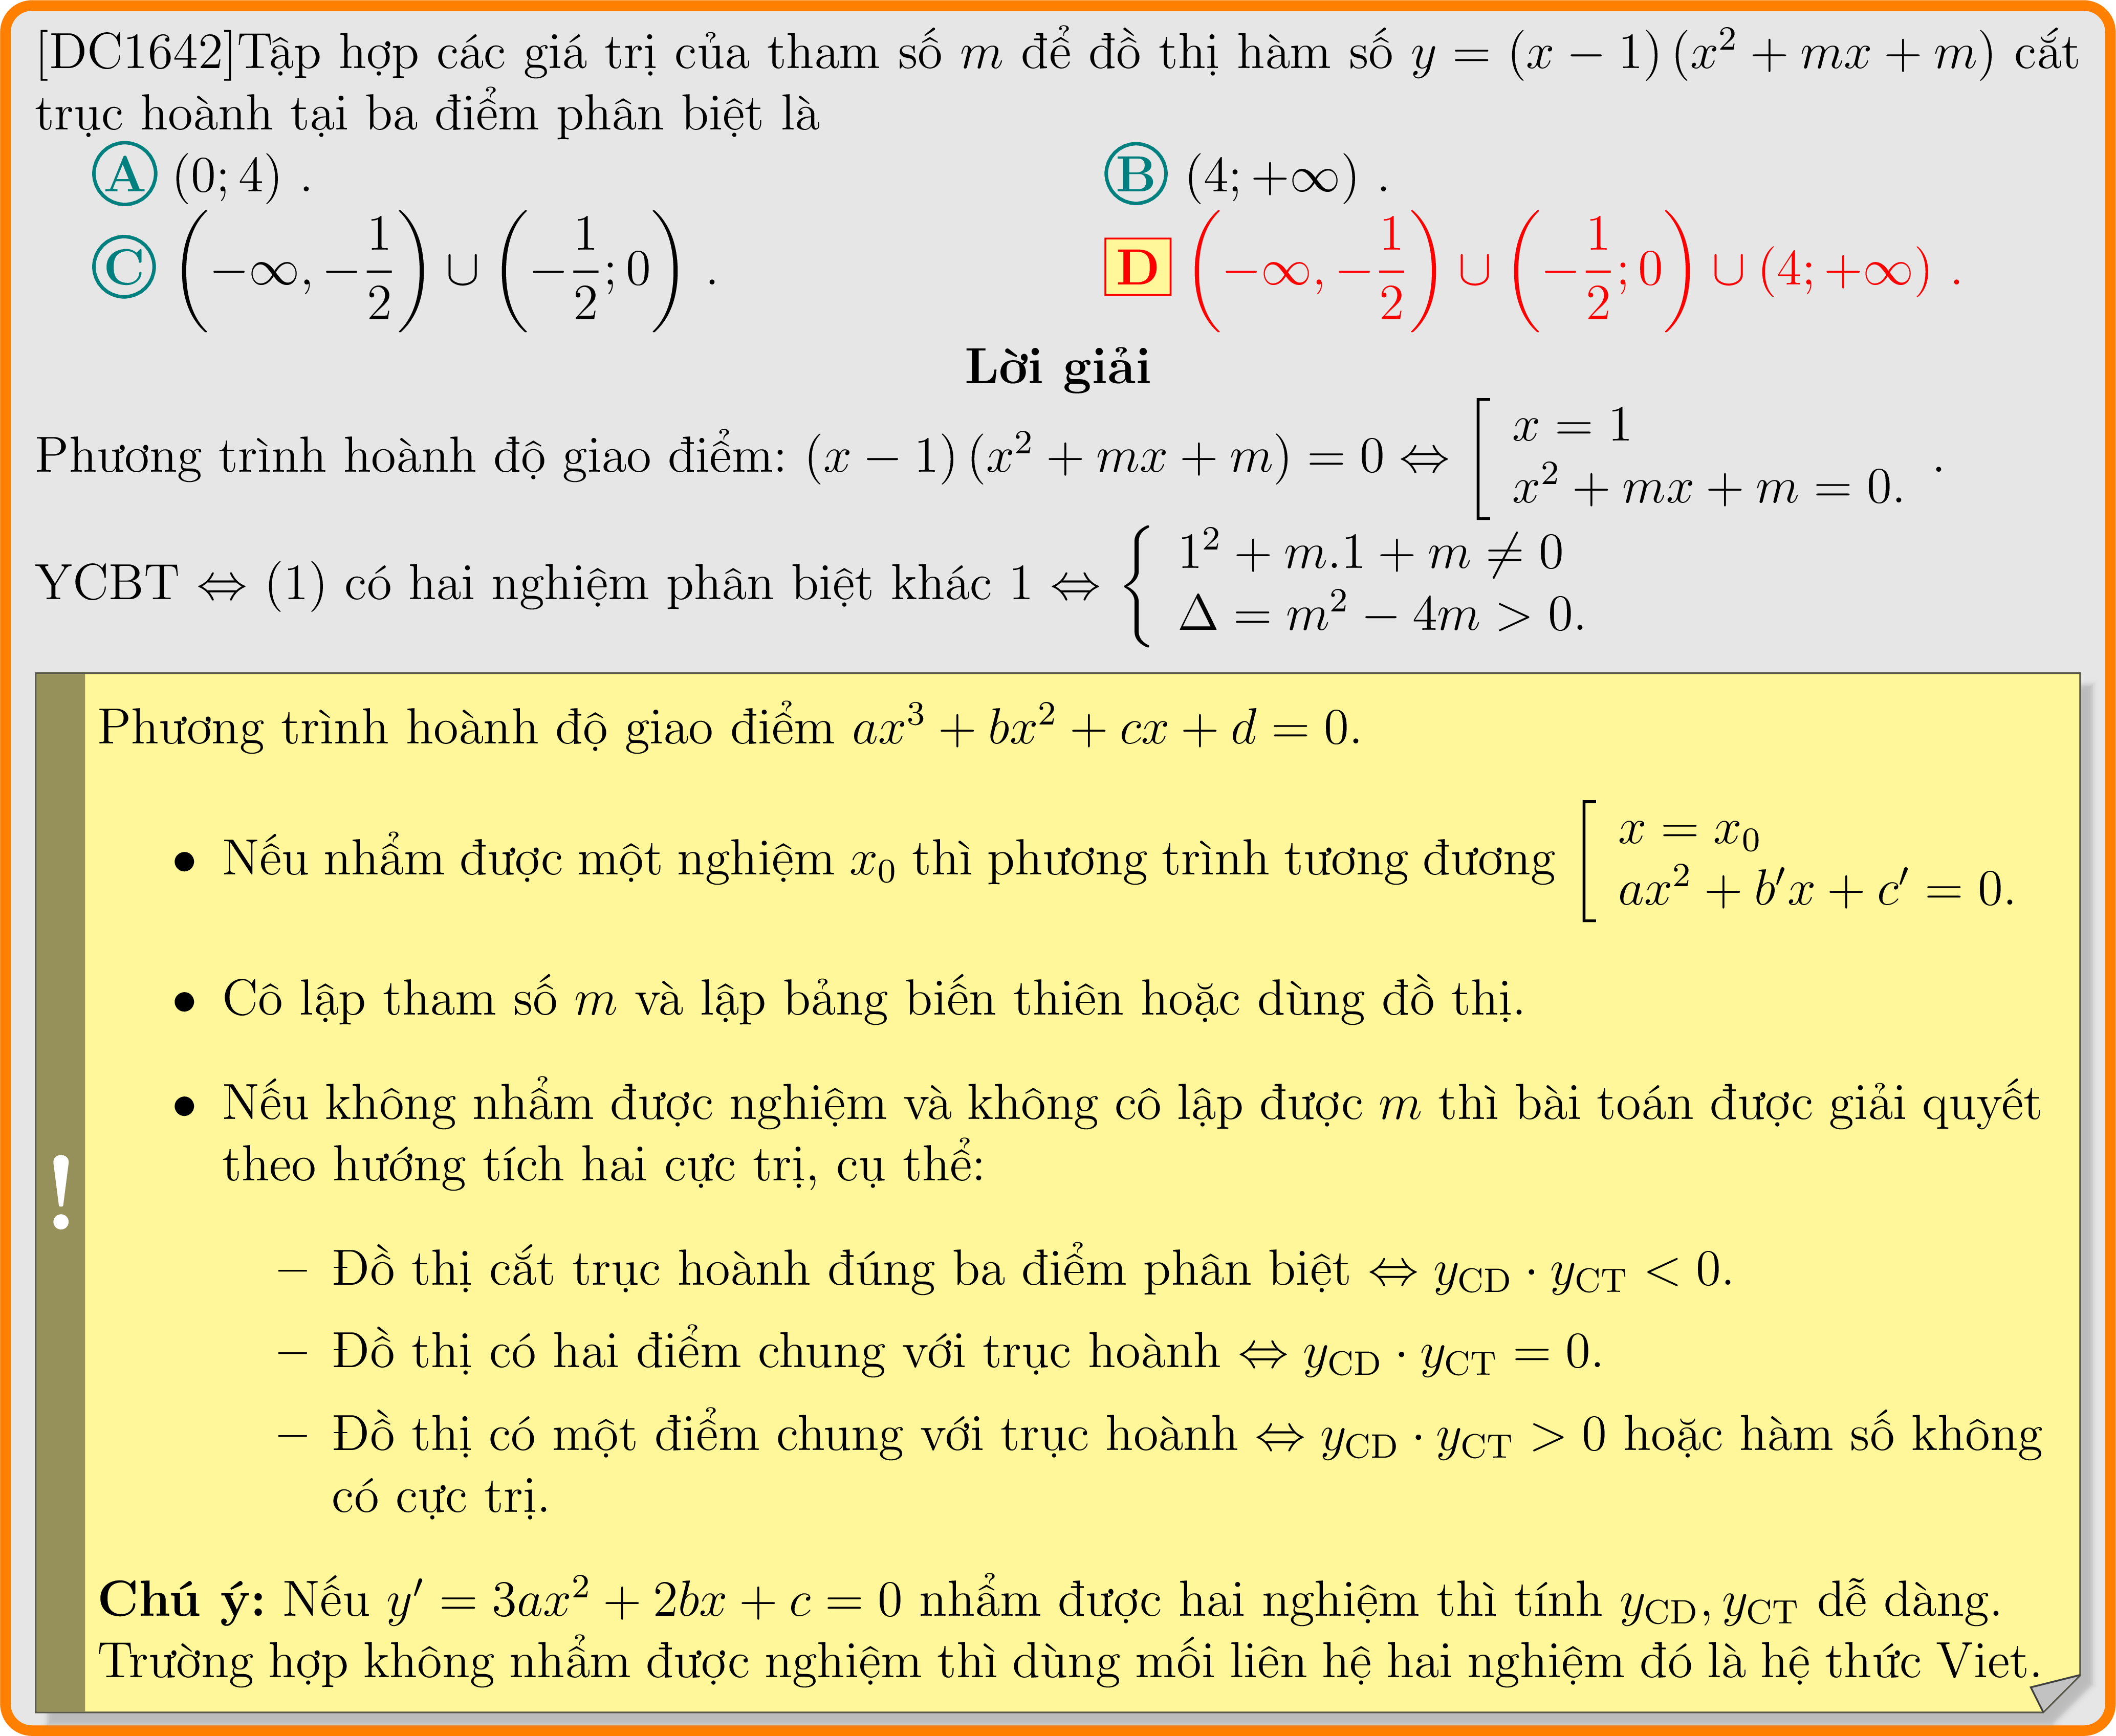 [DC1642]Tập hợp các giá trị của tham số m để đồ thị hàm số y = (x − 1) (x² + mx + m) cắt
trục hoành tại ba điểm phân biệt là
A (0; 4) . B (4; +∞) .
C (−∞, −1/2) ∪ (−1/2; 0) . D (−∞, −1/2) ∪ (−1/2; 0) ∪ (4; +∞) .
Lời giải
Phương trình hoành độ giao điểm: (x − 1) (x² + mx + m) = 0 ⇔ [ x = 1
x² + mx + m = 0. .
YCBT ⇔ (1) có hai nghiệm phân biệt khác 1 ⇔ { 1² + m.1 + m ≠ 0
Δ = m² − 4m > 0.
Phương trình hoành độ giao điểm ax³ + bx² + cx + d = 0.
• Nếu nhẩm được một nghiệm x₀ thì phương trình tương đương [ x = x₀
ax² + b′x + c′ = 0.
• Cô lập tham số m và lập bảng biến thiên hoặc dùng đồ thị.
• Nếu không nhẩm được nghiệm và không cô lập được m thì bài toán được giải quyết
theo hướng tích hai cực trị, cụ thể:
!
– Đồ thị cắt trục hoành đúng ba điểm phân biệt ⇔ y_CD · y_CT < 0.
– Đồ thị có hai điểm chung với trục hoành ⇔ y_CD · y_CT = 0.
– Đồ thị có một điểm chung với trục hoành ⇔ y_CD · y_CT > 0 hoặc hàm số không
có cực trị.
Chú ý: Nếu y′ = 3ax² + 2bx + c = 0 nhẩm được hai nghiệm thì tính y_CD, y_CT dễ dàng.
Trường hợp không nhẩm được nghiệm thì dùng mối liên hệ hai nghiệm đó là hệ thức Viet.